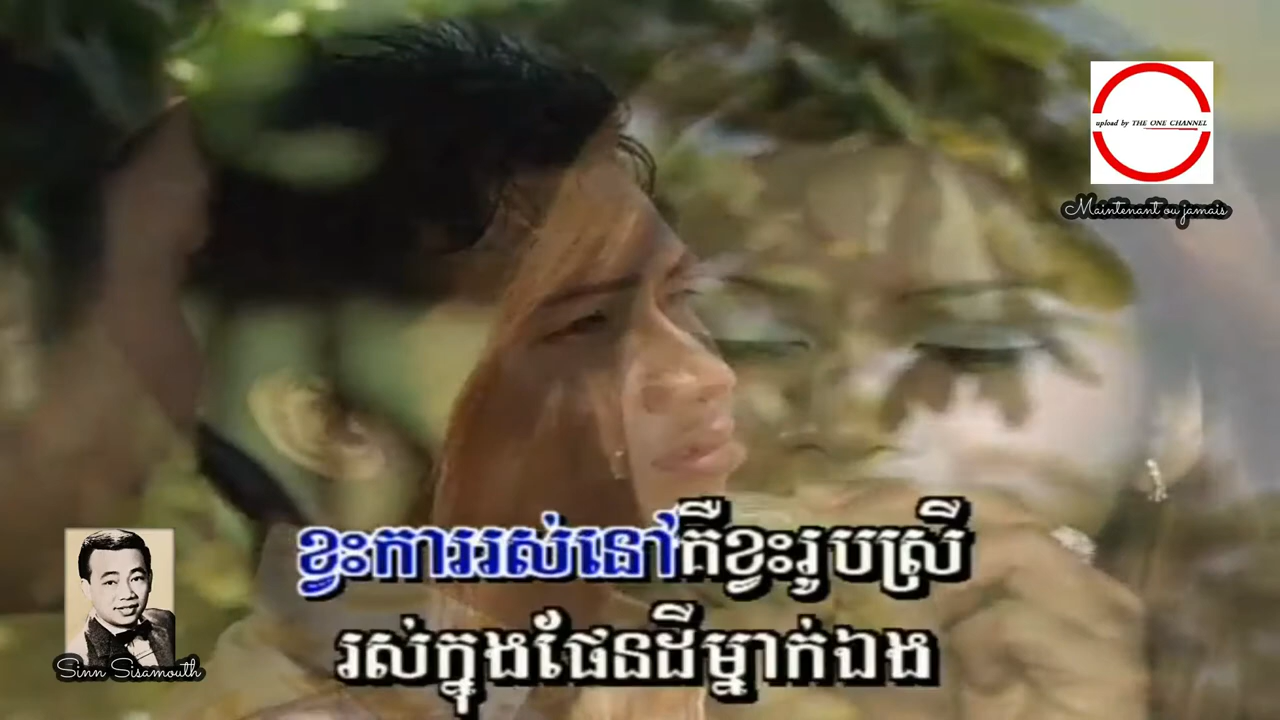 upload by THE ONE CHANNEL
Maintenant ou jamais
ខ្វះការរស់នៅគឺខ្វះរូបស្រី
រស់ក្នុងផែនដីម្នាក់ឯង
Sinn Sisamouth